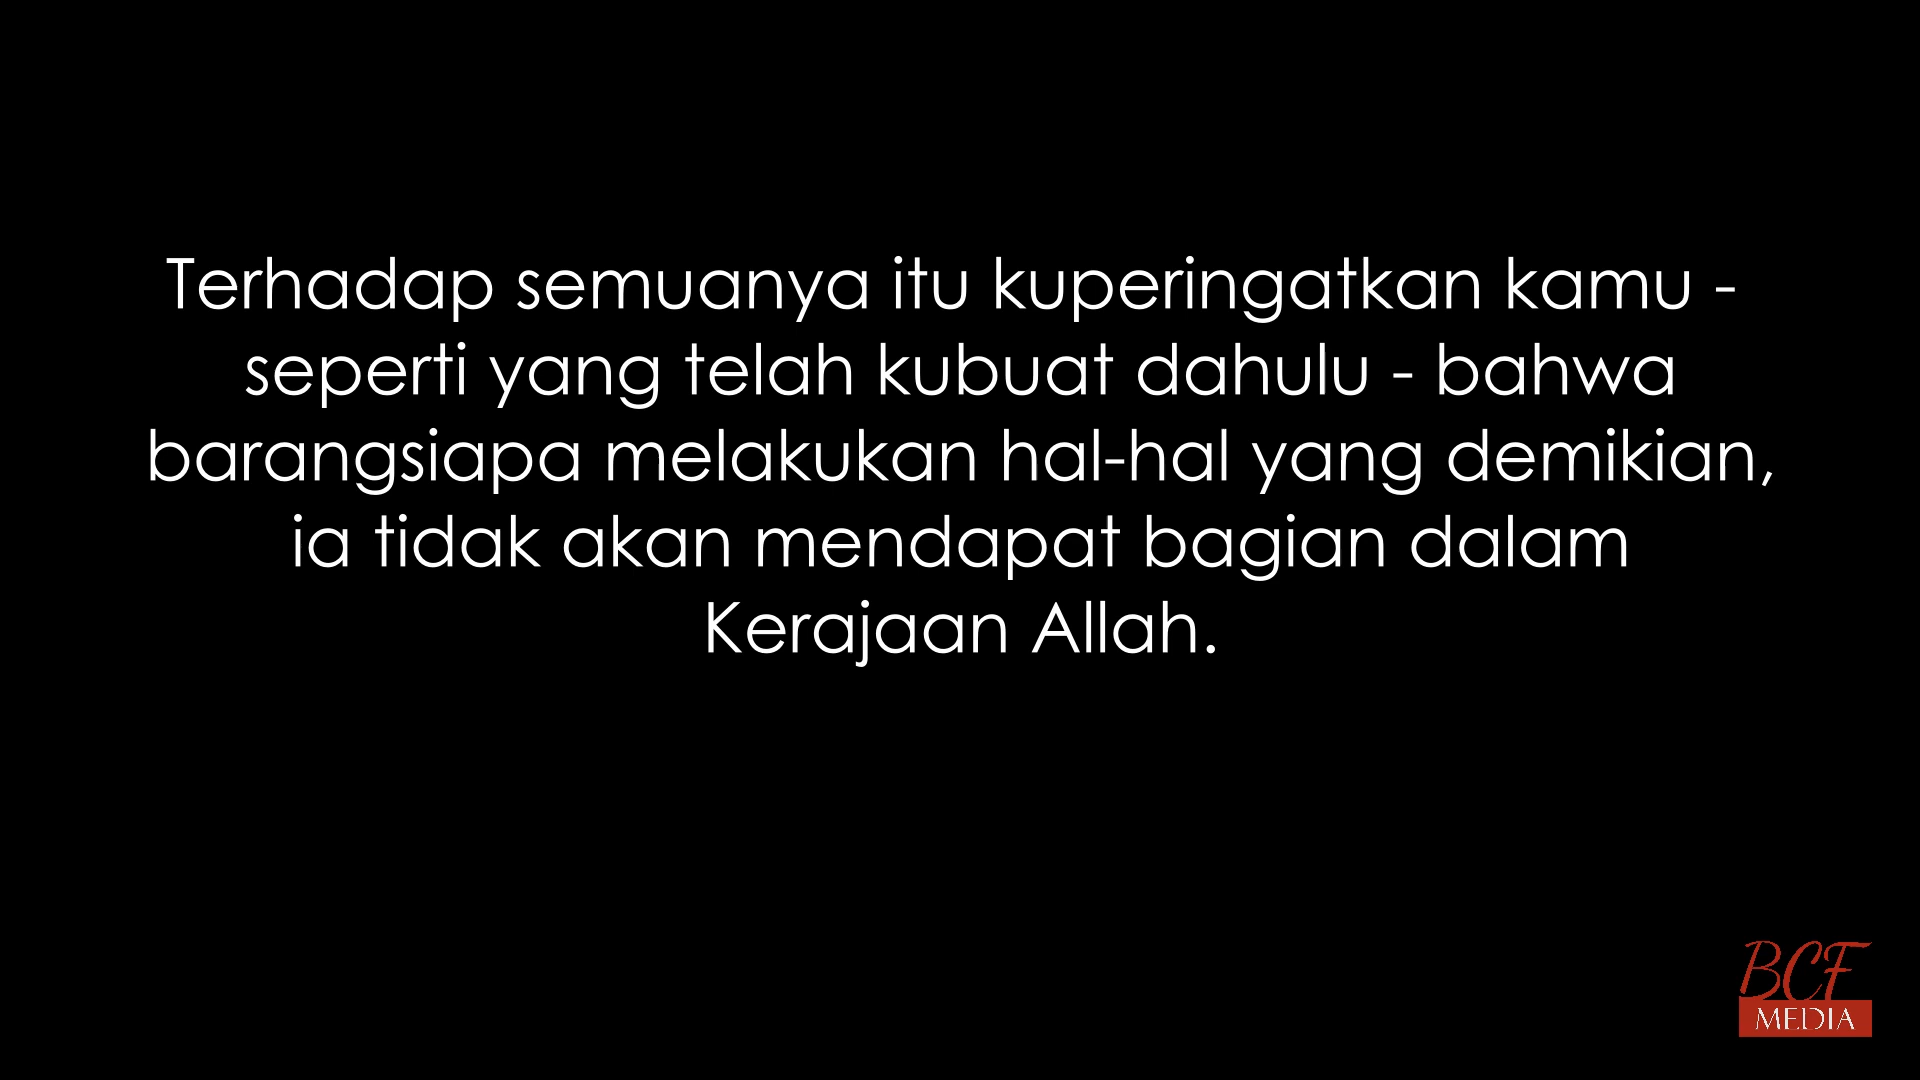 Terhadap semuanya itu kuperingatkan kamu -
seperti yang telah kubuat dahulu - bahwa
barangsiapa melakukan hal-hal yang demikian,
ia tidak akan mendapat bagian dalam
Kerajaan Allah.
BCF
MEDIA